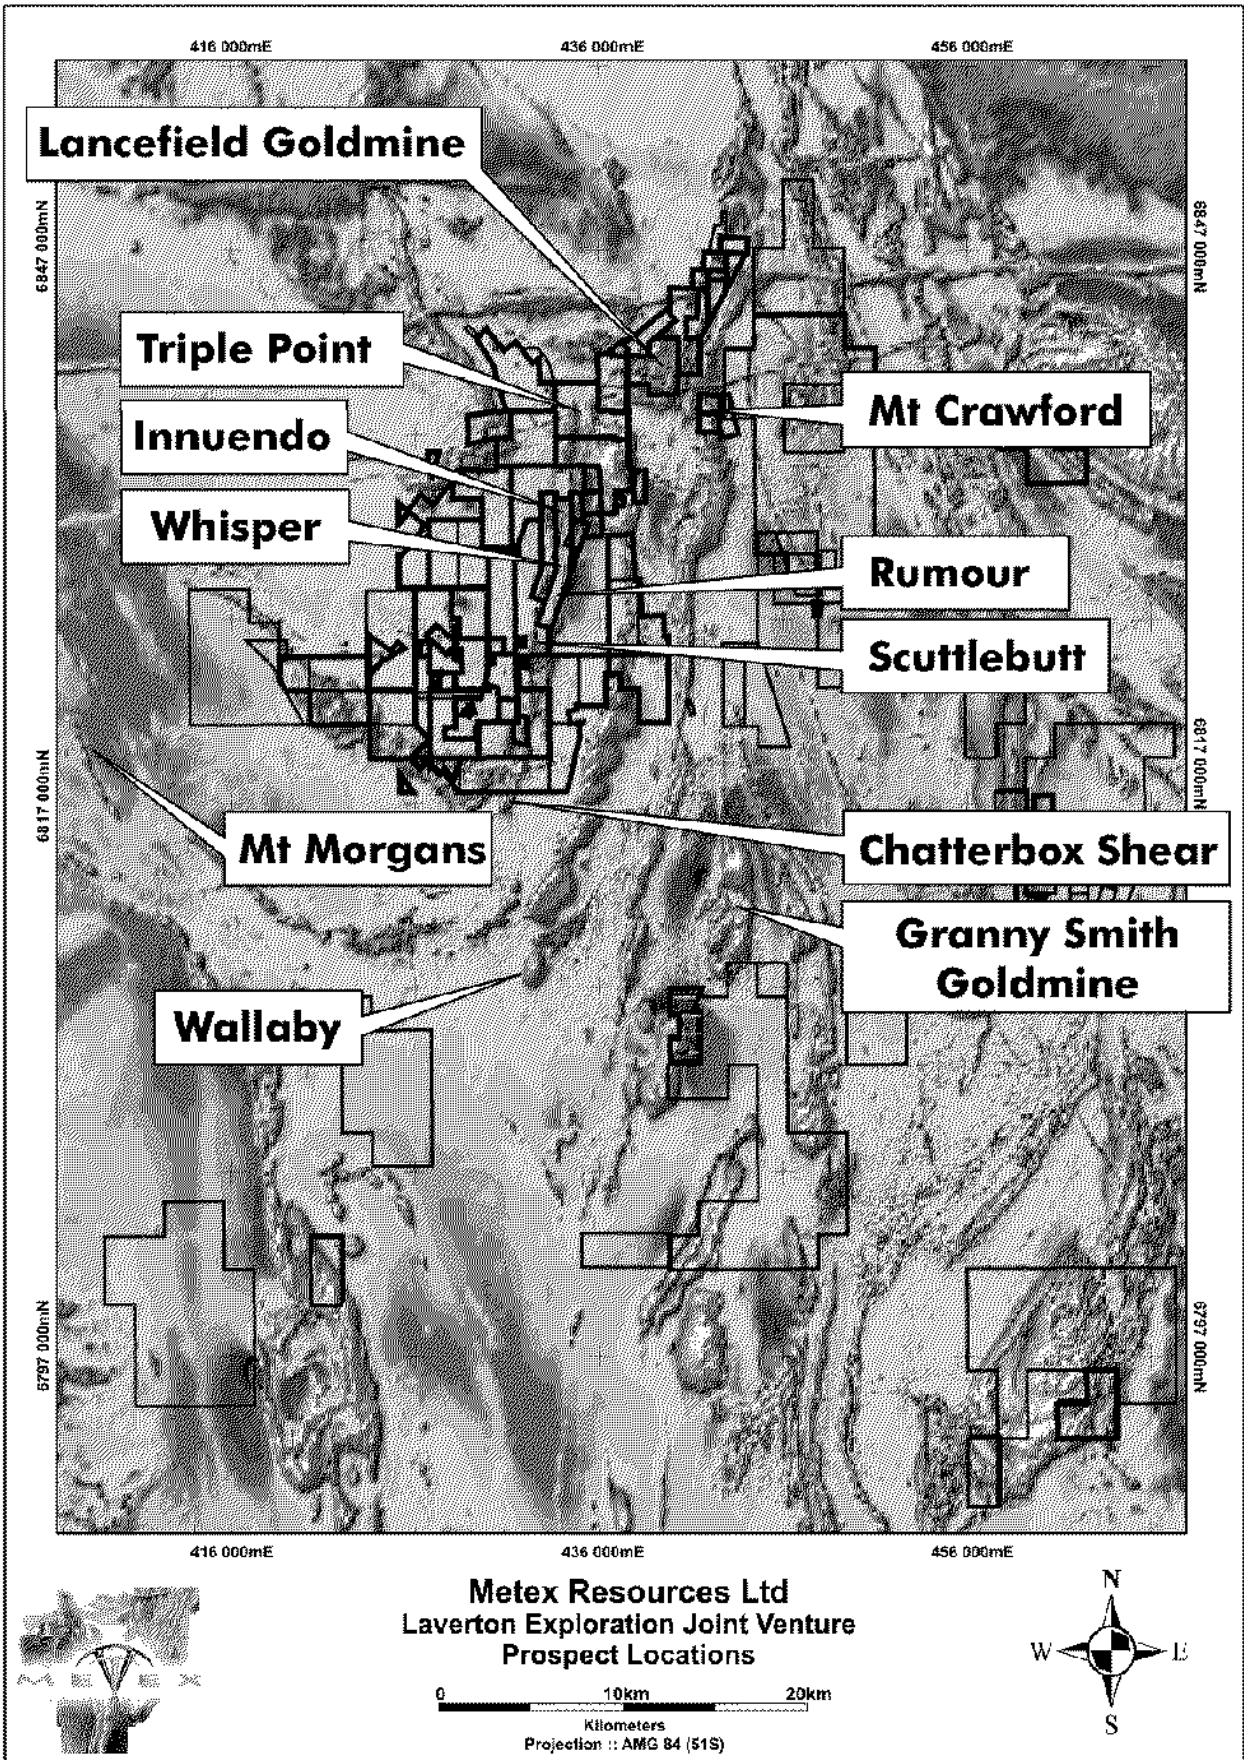 416 000mE 436 000mE 456 000mE
Lancefield Goldmine
6847 000mN
6847 000mN
Triple Point
Mt Crawford
Innuendo
Whisper
Rumour
Scuttlebutt
6817 000mN
6817 000mN
Mt Morgans
Chatterbox Shear
Granny Smith
Goldmine
Wallaby
6797 000mN
6797 000mN
416 000mE 436 000mE 456 000mE
Metex Resources Ltd
Laverton Exploration Joint Venture
Prospect Locations
0 10km 20km
Kilometers
Projection :: AMG 84 (51S)
METEX
N
W E
S